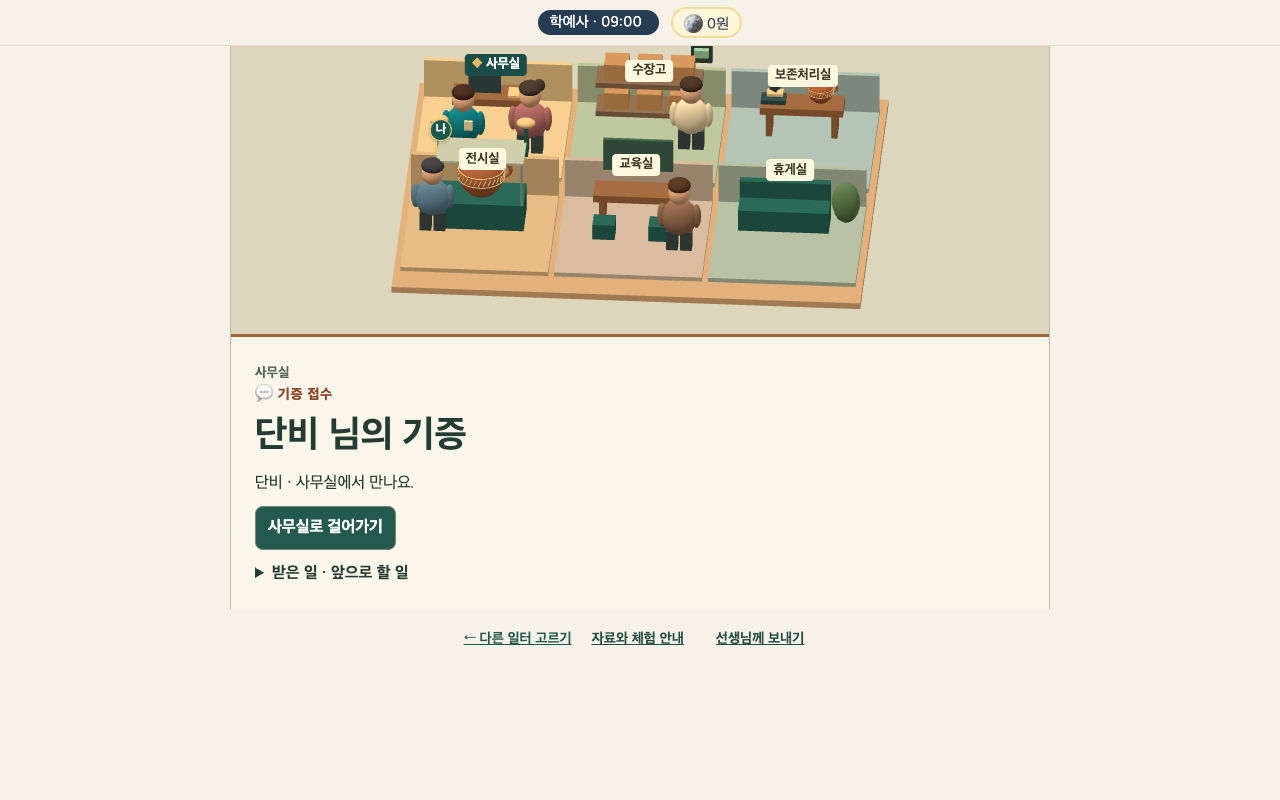 학예사 · 09:00
0원
사무실
수장고
보존처리실
나
전시실
교육실
휴게실
사무실
기증 접수
단비 님의 기증
단비 · 사무실에서 만나요.
사무실로 걸어가기
▶ 받은 일 · 앞으로 할 일
← 다른 일터 고르기 자료와 체험 안내 선생님께 보내기